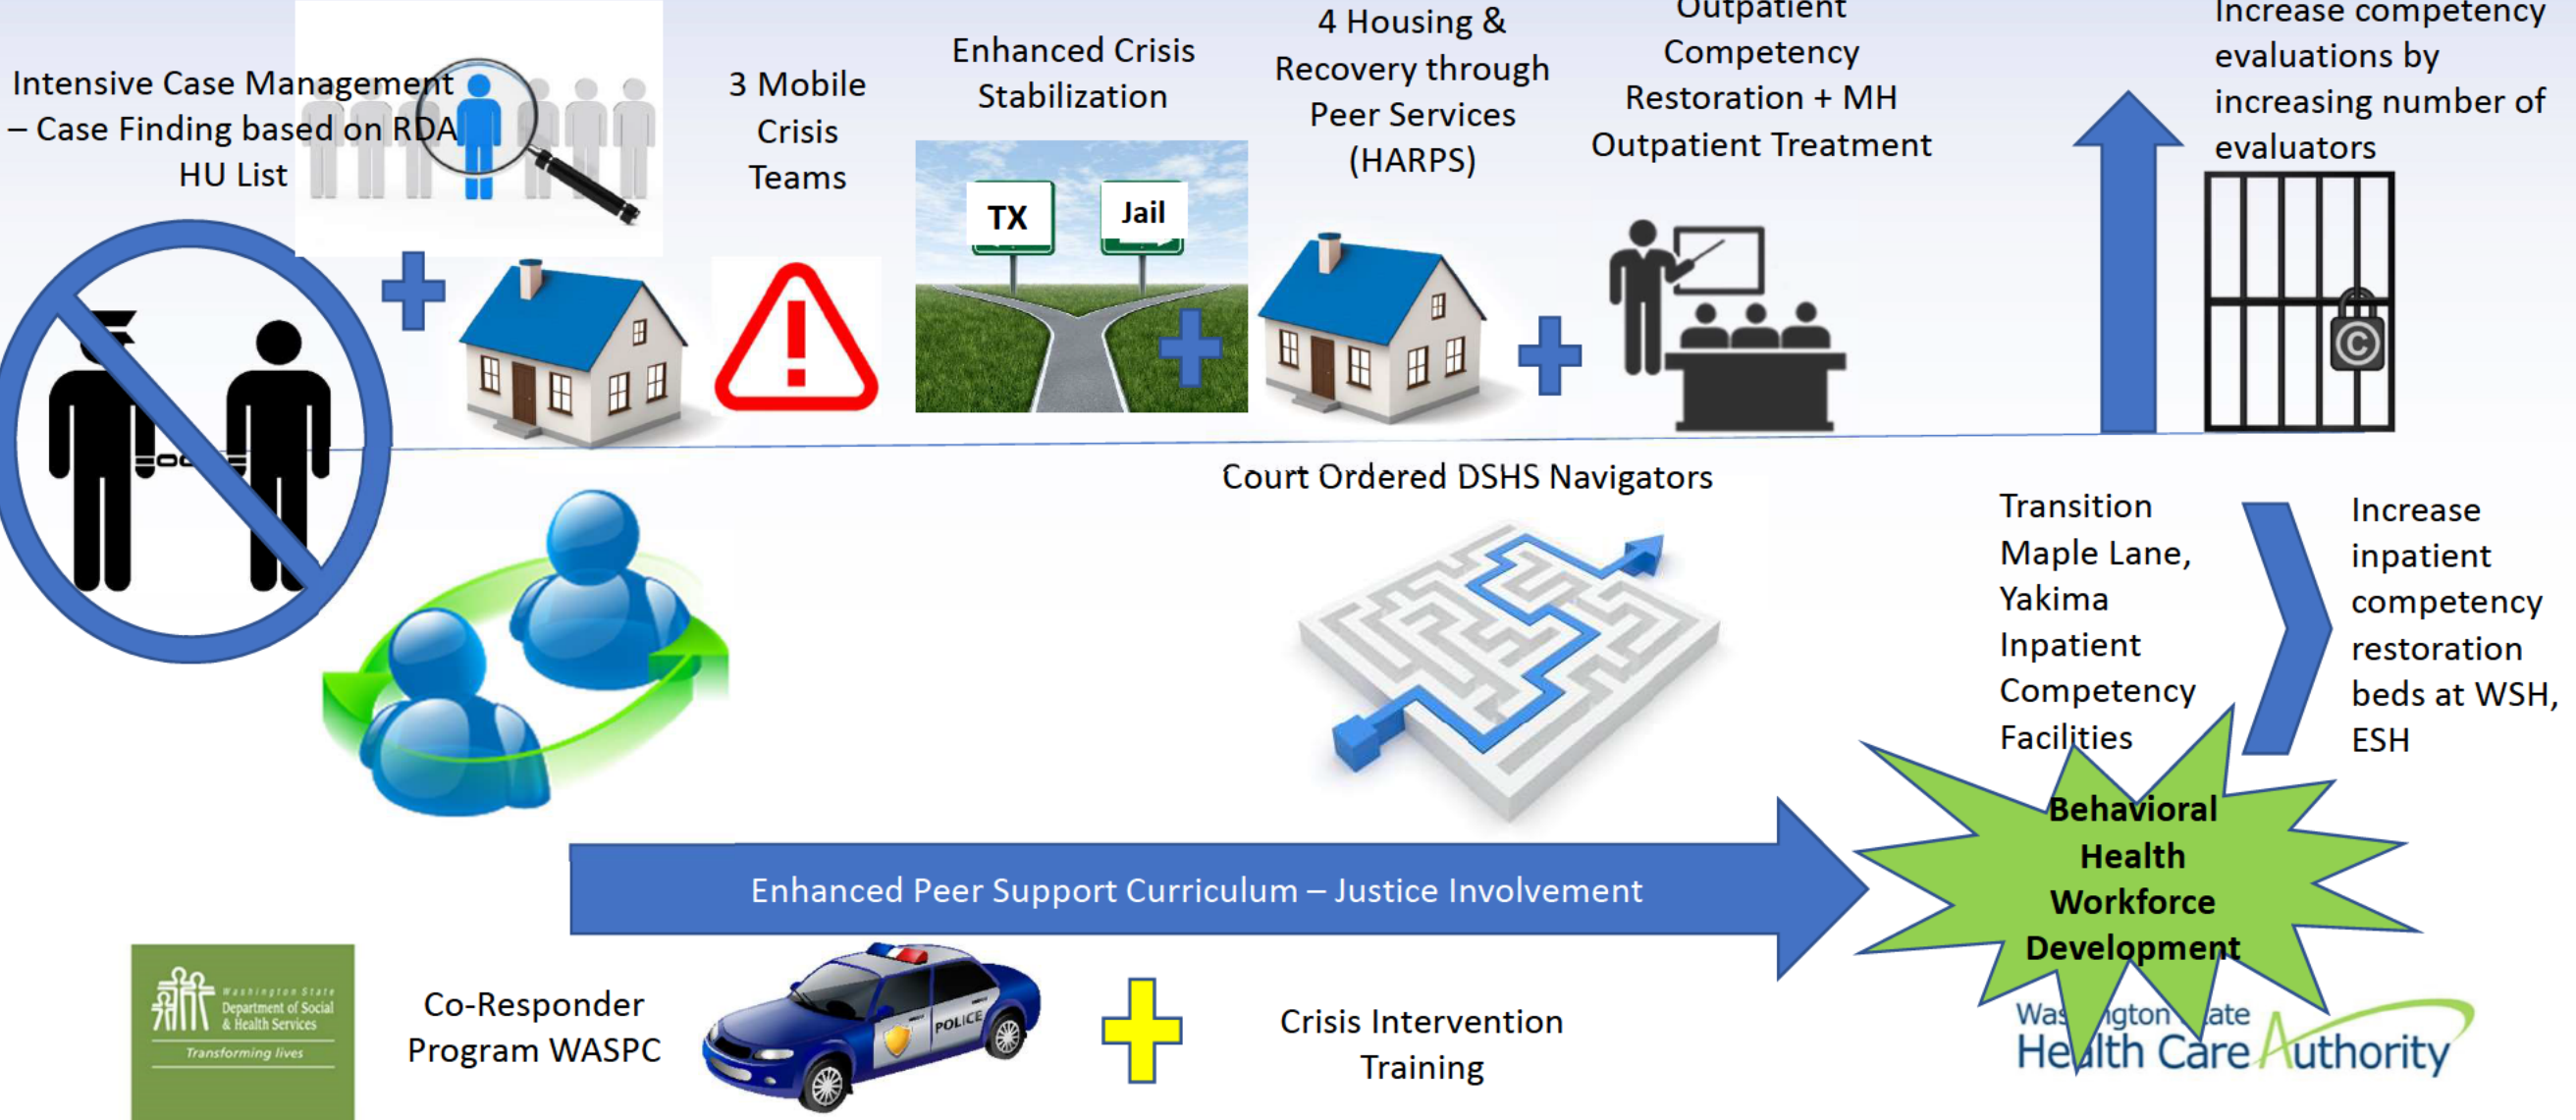 Intensive Case Management
– Case Finding based on RDA
HU List
3 Mobile
Crisis
Teams
Enhanced Crisis
Stabilization
TX
Jail
4 Housing &
Recovery through
Peer Services
(HARPS)
Outpatient
Competency
Restoration + MH
Outpatient Treatment
Increase competency
evaluations by
increasing number of
evaluators
©
Court Ordered DSHS Navigators
Transition
Maple Lane,
Yakima
Inpatient
Competency
Facilities
Increase
inpatient
competency
restoration
beds at WSH,
ESH
Behavioral
Health
Workforce
Development
Enhanced Peer Support Curriculum – Justice Involvement
Washington State
Department of Social
& Health Services
Transforming lives
Co-Responder
Program WASPC
POLICE
Crisis Intervention
Training
Washington State
Health Care Authority